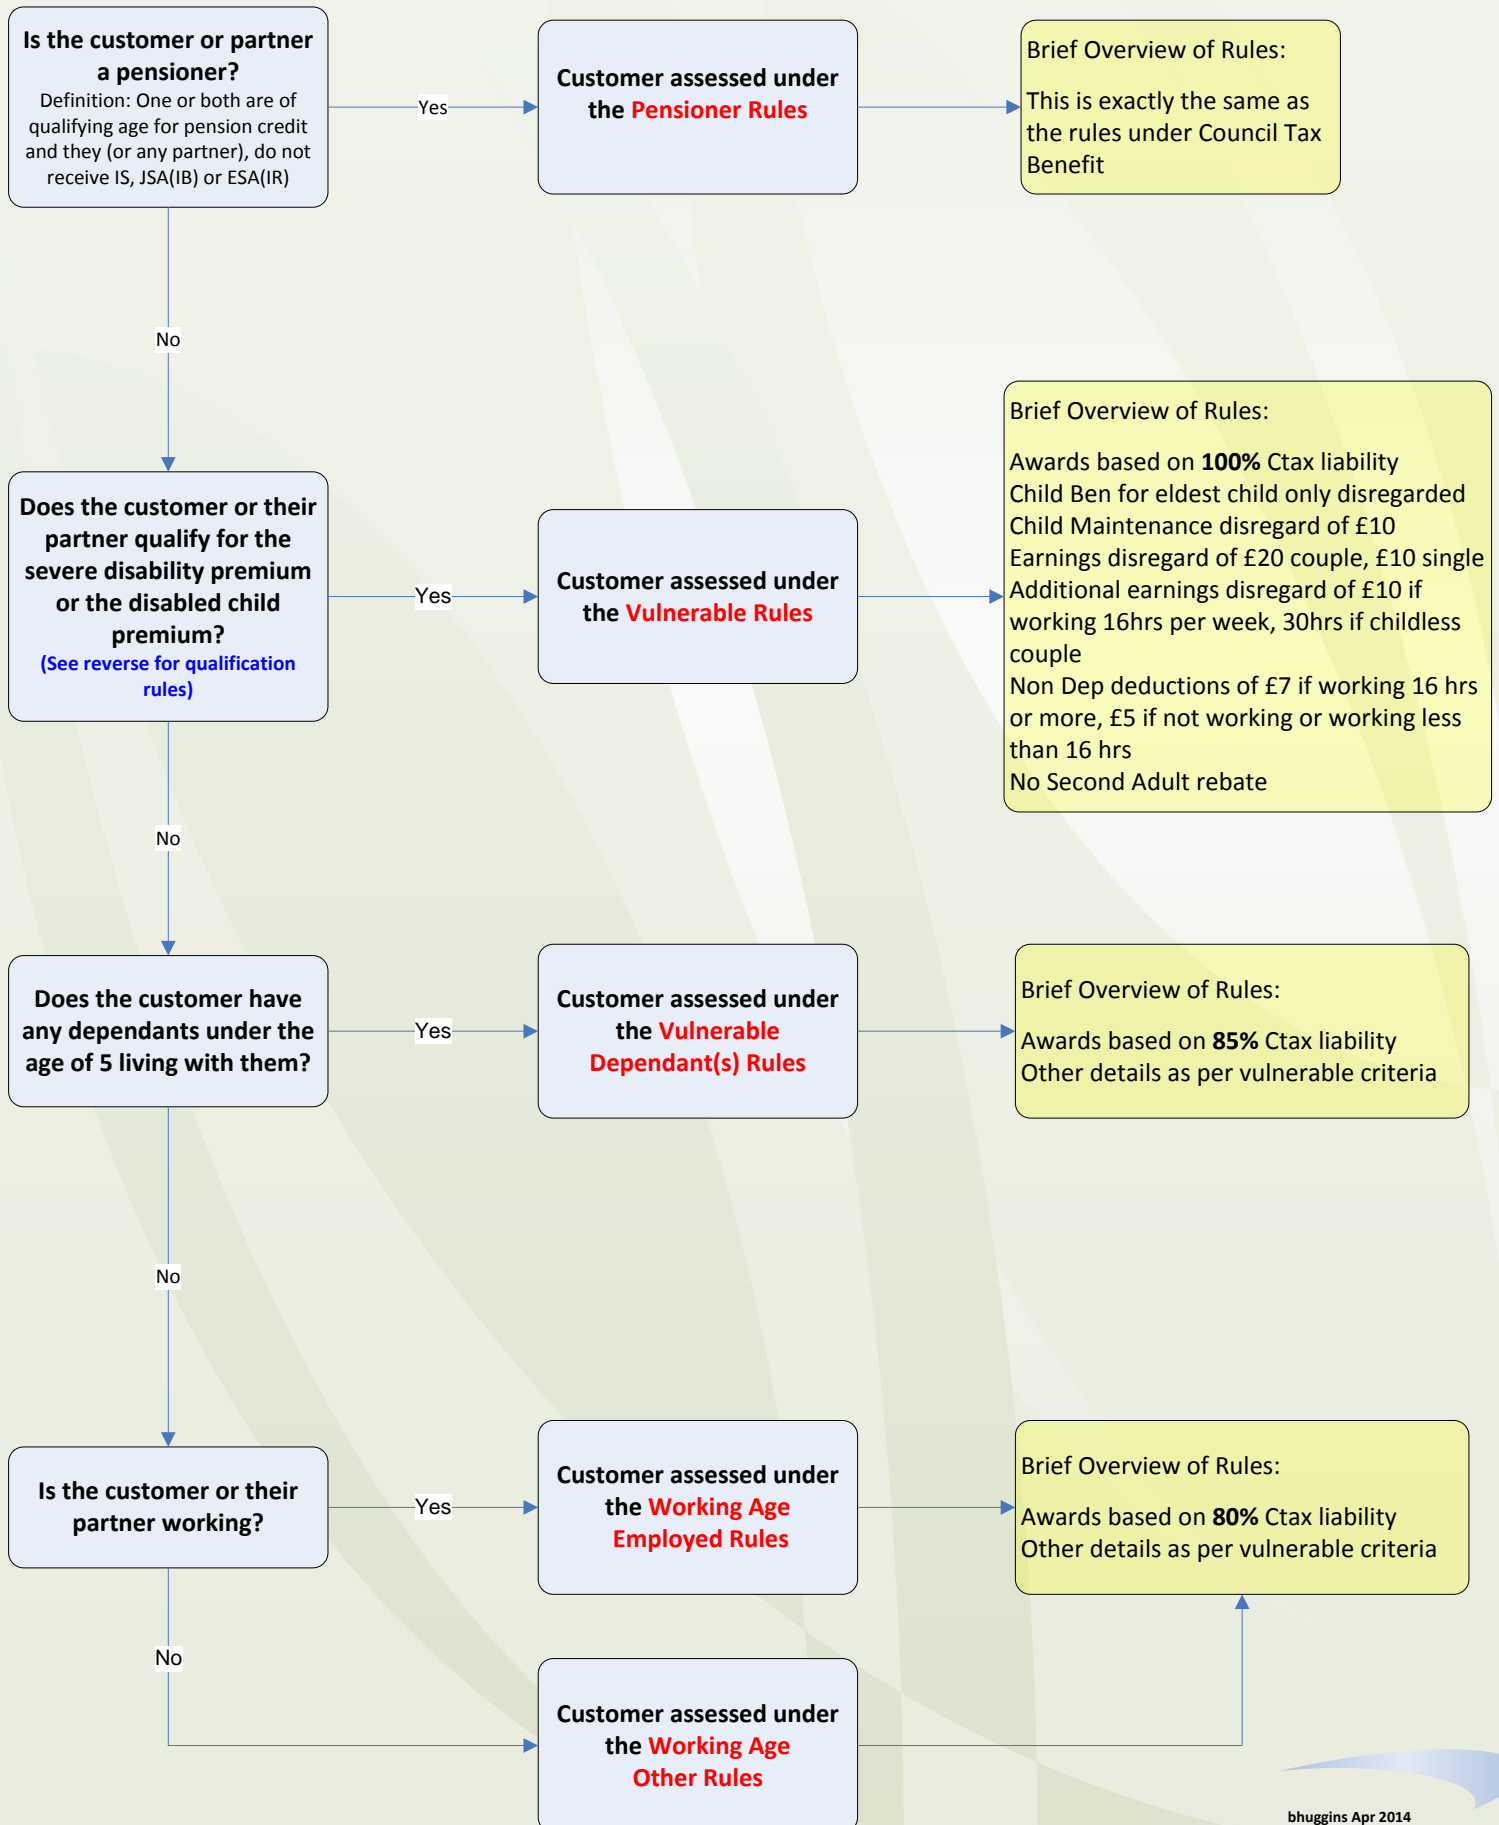 Is the customer or partner
a pensioner?
Definition: One or both are of
qualifying age for pension credit
and they (or any partner), do not
receive IS, JSA(IB) or ESA(IR)
Yes
Customer assessed under
the Pensioner Rules
Brief Overview of Rules:
This is exactly the same as
the rules under Council Tax
Benefit
No
Does the customer or their
partner qualify for the
severe disability premium
or the disabled child
premium?
(See reverse for qualification
rules)
Yes
Customer assessed under
the Vulnerable Rules
Brief Overview of Rules:
Awards based on 100% Ctax liability
Child Ben for eldest child only disregarded
Child Maintenance disregard of £10
Earnings disregard of £20 couple, £10 single
Additional earnings disregard of £10 if
working 16hrs per week, 30hrs if childless
couple
Non Dep deductions of £7 if working 16 hrs
or more, £5 if not working or working less
than 16 hrs
No Second Adult rebate
No
Does the customer have
any dependants under the
age of 5 living with them?
Yes
Customer assessed under
the Vulnerable
Dependant(s) Rules
Brief Overview of Rules:
Awards based on 85% Ctax liability
Other details as per vulnerable criteria
No
Is the customer or their
partner working?
Yes
Customer assessed under
the Working Age
Employed Rules
Brief Overview of Rules:
Awards based on 80% Ctax liability
Other details as per vulnerable criteria
No
Customer assessed under
the Working Age
Other Rules
bhuggins Apr 2014